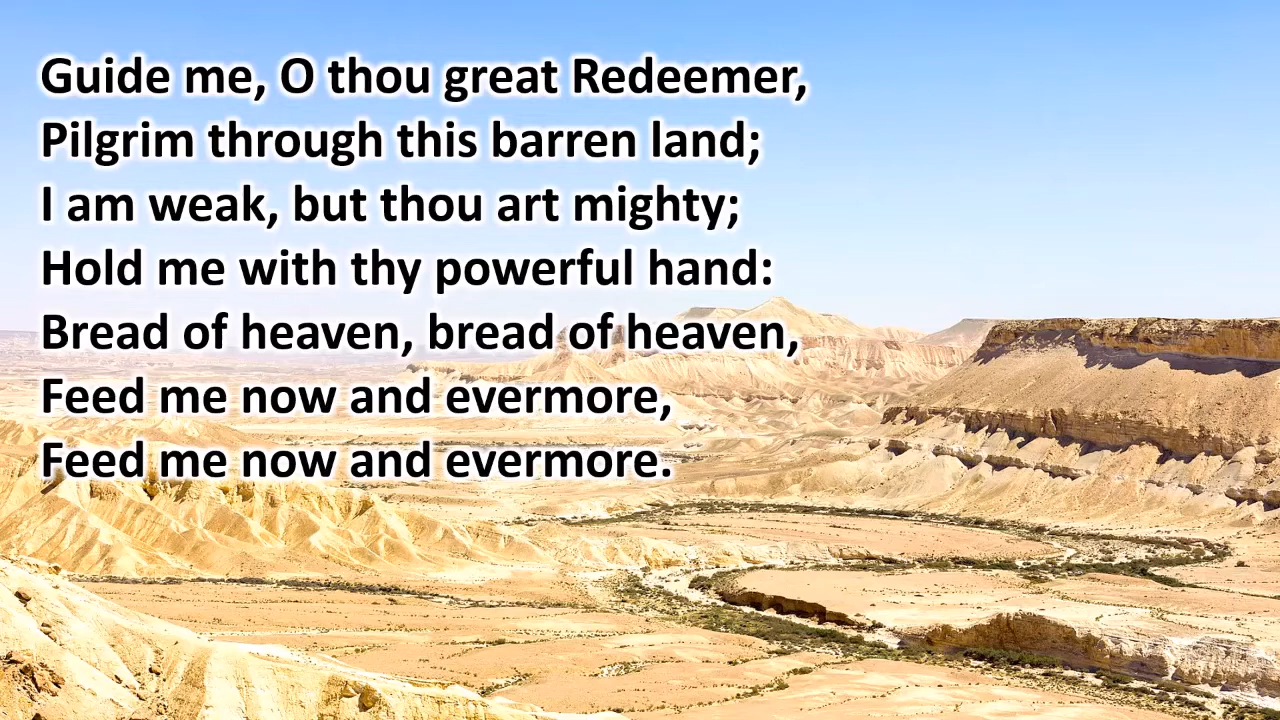 Guide me, O thou great Redeemer,
Pilgrim through this barren land;
I am weak, but thou art mighty;
Hold me with thy powerful hand:
Bread of heaven, bread of heaven,
Feed me now and evermore,
Feed me now and evermore.